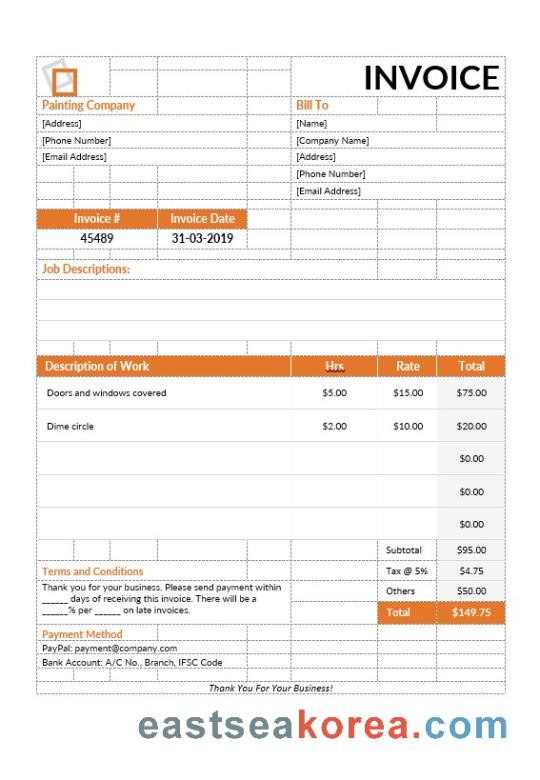 INVOICE
Painting Company
Bill To
[Address]
[Name]
[Phone Number]
[Company Name]
[Email Address]
[Address]
[Phone Number]
[Email Address]
Invoice # Invoice Date
45489 31-03-2019
Job Descriptions:
Description of Work Hrs Rate Total
Doors and windows covered $5.00 $15.00 $75.00
Dime circle $2.00 $10.00 $20.00
$0.00
$0.00
$0.00
Subtotal $95.00
Terms and Conditions Tax @ 5% $4.75
Thank you for your business. Please send payment within
______ days of receiving this invoice. There will be a
______% per ______ on late invoices.
Others $50.00
Total $149.75
Payment Method
PayPal: payment@company.com
Bank Account: A/C No., Branch, IFSC Code
Thank You For Your Business!
eastseakorea.com